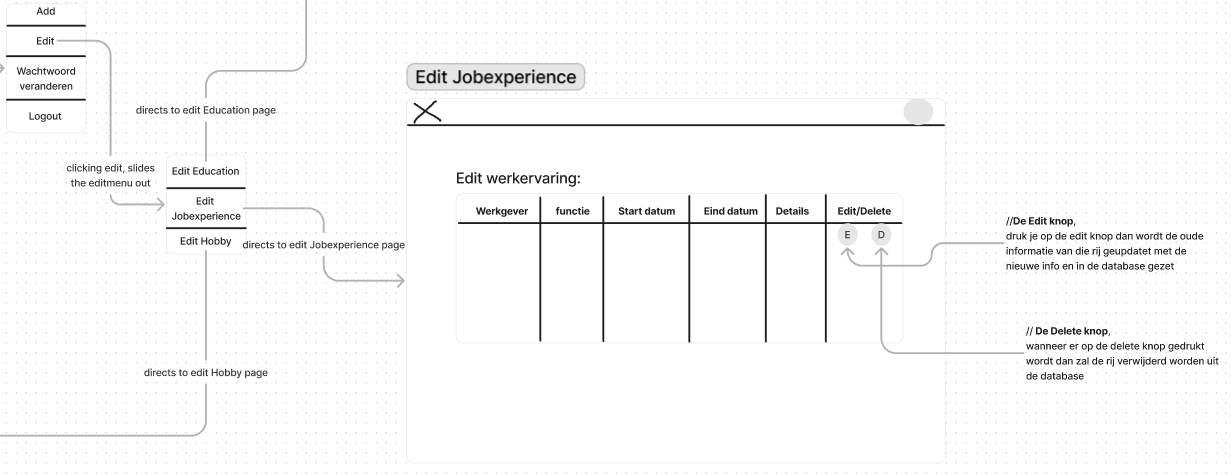 Add
Edit
Wachtwoord
veranderen
Logout
directs to edit Education page
clicking edit, slides
the editmenu out
Edit Education
Edit
Jobexperience
Edit Hobby
directs to edit Jobexperience page
directs to edit Hobby page
Edit Jobexperience
Edit werkervaring:
Werkgever functie Start datum Eind datum Details Edit/Delete
E D
//De Edit knop,
druk je op de edit knop dan wordt de oude
informatie van die rij geupdatet met de
nieuwe info en in de database gezet
// De Delete knop,
wanneer er op de delete knop gedrukt
wordt dan zal de rij verwijderd worden uit
de database